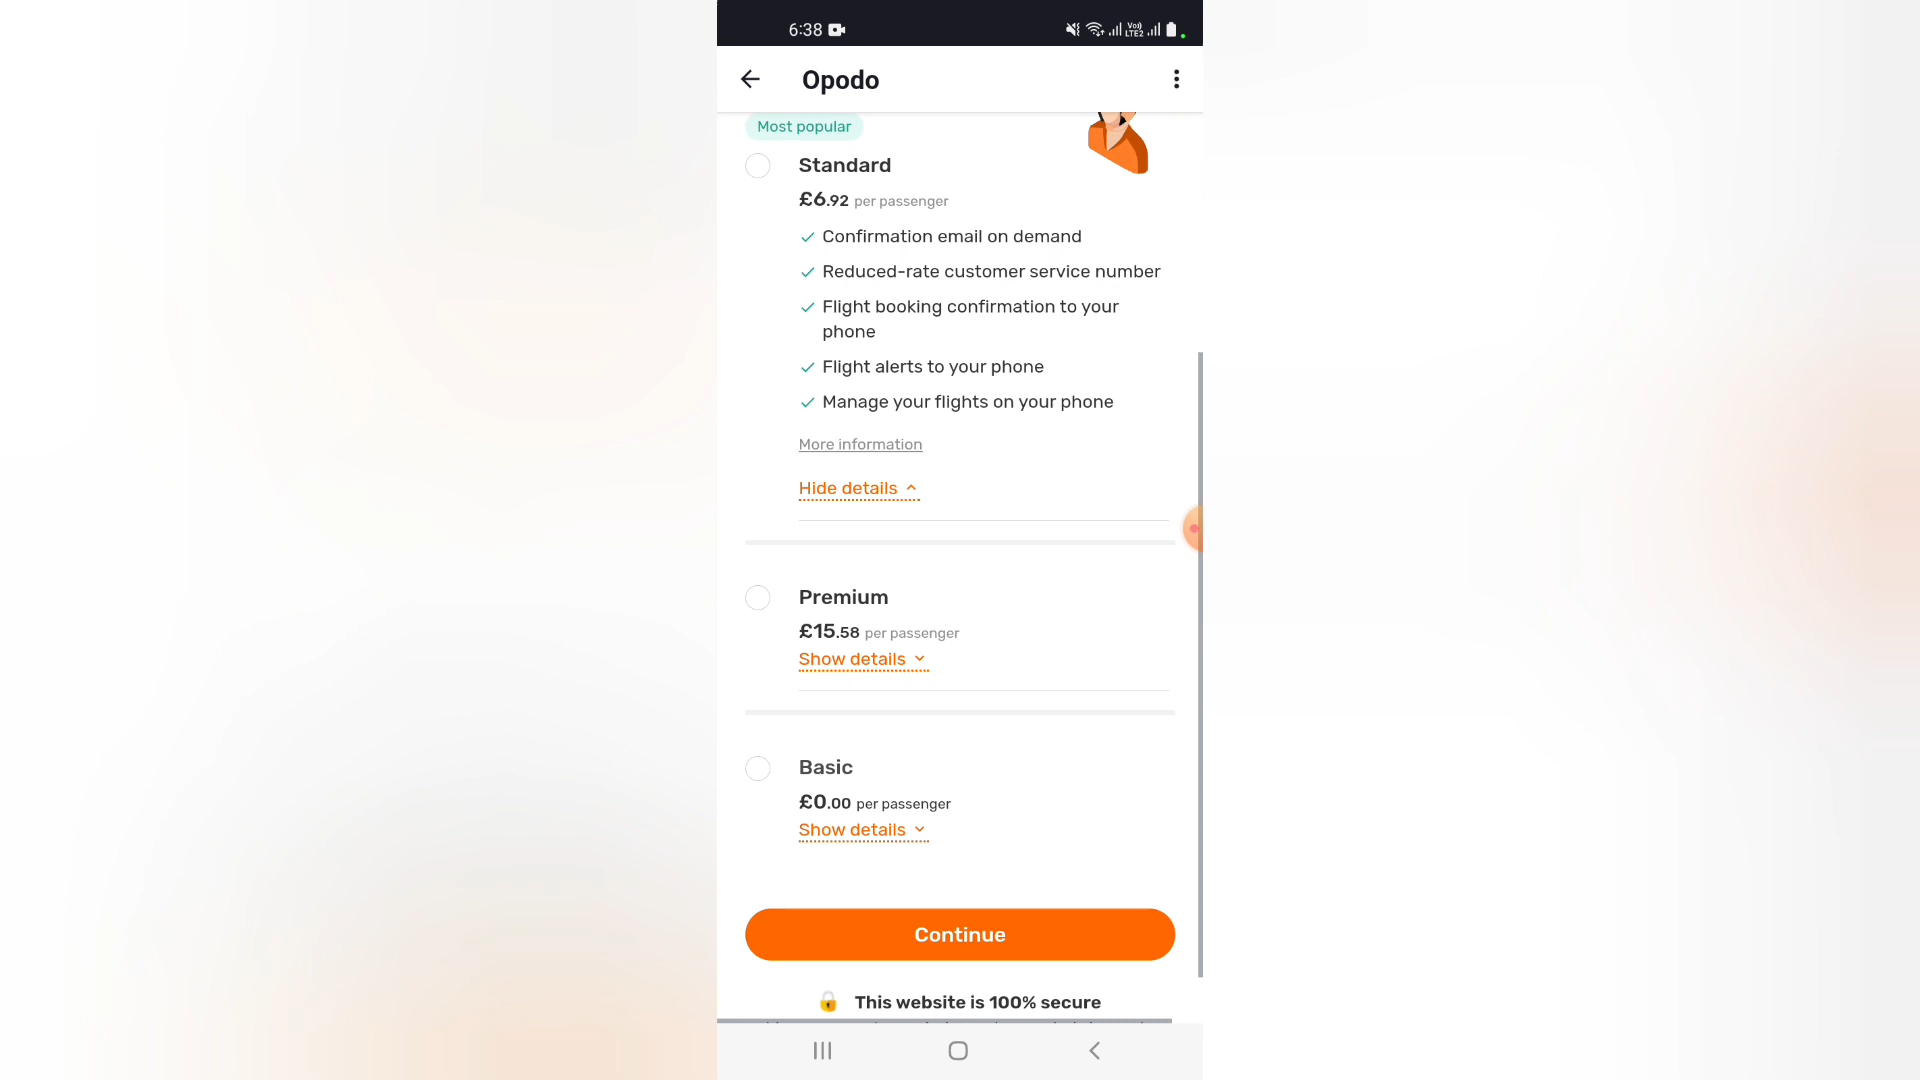 6:38
Vo))
LTE2
Opodo
Most popular
Standard
£6.92 per passenger
Confirmation email on demand
Reduced-rate customer service number
Flight booking confirmation to your
phone
Flight alerts to your phone
Manage your flights on your phone
More information
Hide details
Premium
£15.58 per passenger
Show details
Basic
£0.00 per passenger
Show details
Continue
This website is 100% secure